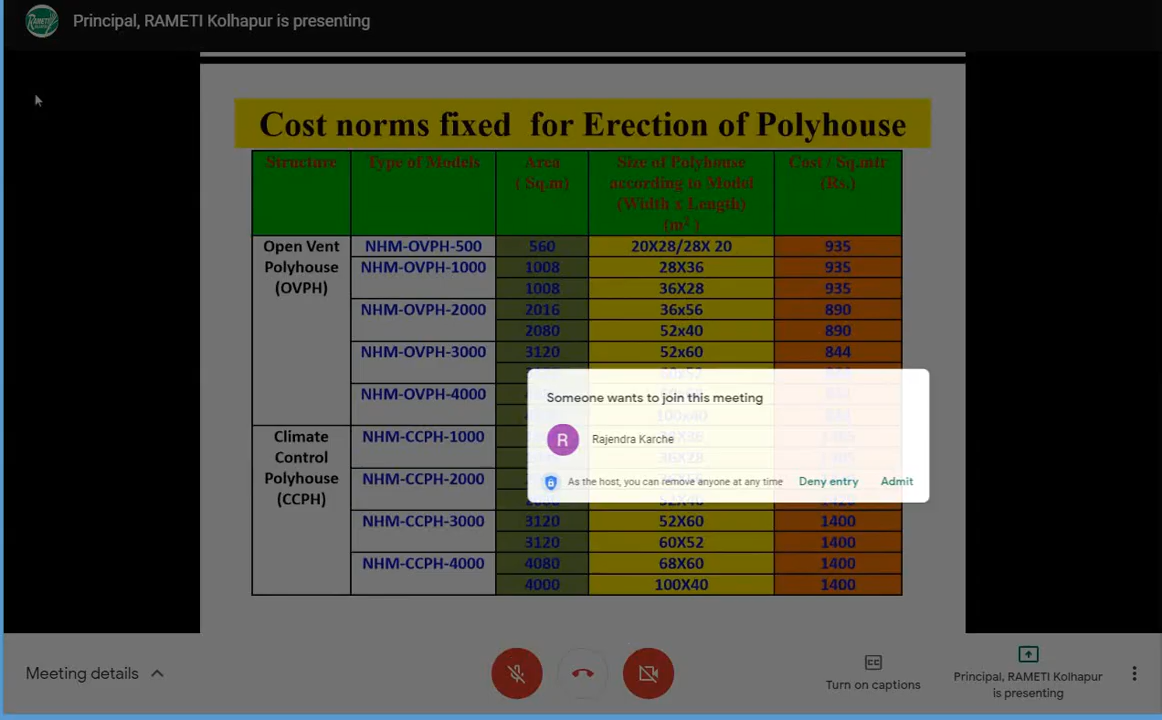 Principal, RAMETI Kolhapur is presenting
Cost norms fixed for Erection of Polyhouse
Structure Type of Models Area ( Sq.m) Size of Polyhouse according to Model (Width x Length) (m² ) Cost / Sq.mtr (Rs.)
Open Vent Polyhouse (OVPH) NHM-OVPH-500 560 20X28/28X 20 935
NHM-OVPH-1000 1008 28X36 935
1008 36X28 935
NHM-OVPH-2000 2016 36x56 890
2080 52x40 890
NHM-OVPH-3000 3120 52x60 844
60x52
NHM-OVPH-4000
100x40
Climate Control Polyhouse (CCPH) NHM-CCPH-1000
36X28
NHM-CCPH-2000
52X40
NHM-CCPH-3000 3120 52X60 1400
3120 60X52 1400
NHM-CCPH-4000 4080 68X60 1400
4000 100X40 1400
Someone wants to join this meeting
R Rajendra Karche
As the host, you can remove anyone at any time Deny entry Admit
Meeting details
Turn on captions
Principal, RAMETI Kolhapur
is presenting